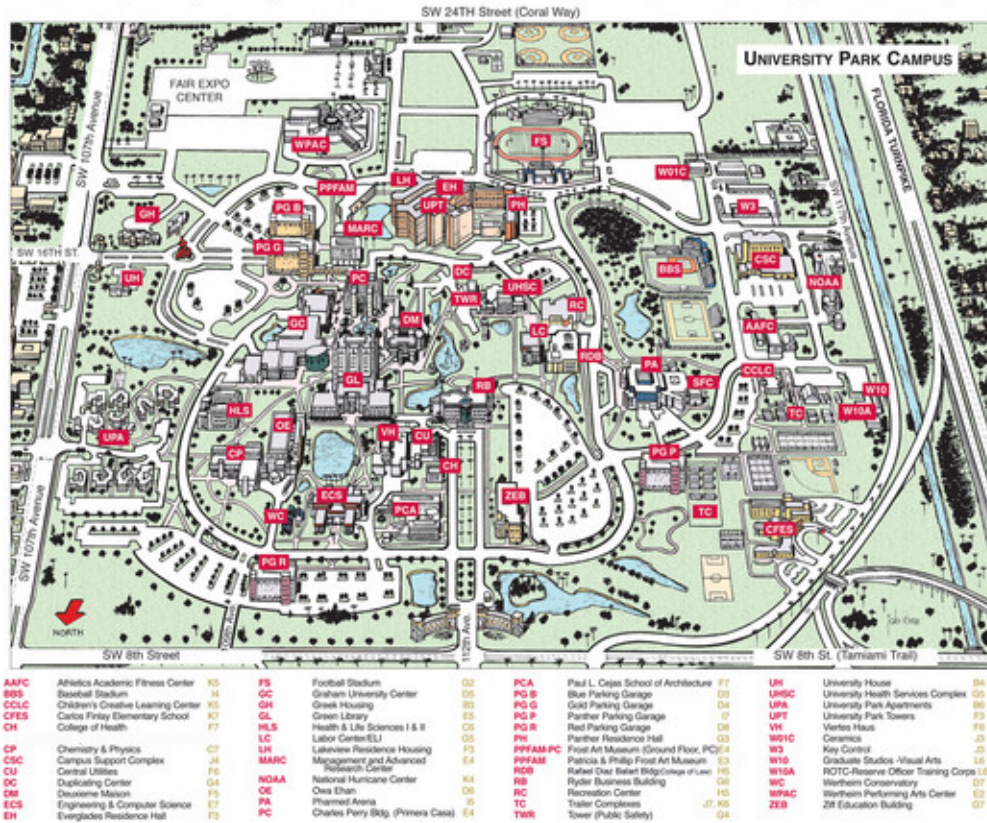 SW 24TH Street (Coral Way)
UNIVERSITY PARK CAMPUS
FAIR EXPO
CENTER
SW 107th Avenue
FLORIDA TURNPIKE
WPAC
FS
W01C
LH
EH
PPFAM
UPT
PH
W3
PG B
GH
MARC
SW 16TH ST.
PG G
CSC
UH
PC
DC
BBS
NOAA
UHSC
TWR
RC
GC
DM
LC
AAFC
RDB
PA
CCLC
GL
RB
SFC
W10
HLS
TC
W10A
OE
UPA
VH
CU
CP
CH
PG P
ECS
ZEB
PCA
TC
WC
CFES
SW 107th Avenue
PG R
NORTH
112th Ave.
SW 8th Street
SW 8th St. (Tamiami Trail)
AAFC Athletics Academic Fitness Center K5
BBS Baseball Stadium I4
CCLC Children's Creative Learning Center K5
CFES Carlos Finlay Elementary School K7
CH College of Health F7
CP Chemistry & Physics C7
CSC Campus Support Complex J4
CU Central Utilities F6
DC Duplicating Center G4
DM Deuxieme Maison F5
ECS Engineering & Computer Science E7
EH Everglades Residence Hall F3
FS Football Stadium G2
GC Graham University Center D5
GH Greek Housing B3
GL Green Library E5
HLS Health & Life Sciences I & II C6
LC Labor Center/ELI G5
LH Lakeview Residence Housing F3
MARC Management and Advanced
Research Center E4
NOAA National Hurricane Center K4
OE Owa Ehan D6
PA Pharmed Arena I5
PC Charles Perry Bldg. (Primera Casa) E4
PCA Paul L. Cejas School of Architecture F7
PG B Blue Parking Garage D3
PG G Gold Parking Garage D4
PG P Panther Parking Garage I7
PG R Red Parking Garage D8
PH Panther Residence Hall G3
PPFAM-PC Frost Art Museum (Ground Floor, PC) E4
PPFAM Patricia & Phillip Frost Art Museum E3
RDB Rafael Diaz Balart Bldg (College of Law) H5
RB Ryder Business Building G6
RC Recreation Center H5
TC Trailer Complexes J7, K6
TWR Tower (Public Safety) G4
UH University House B4
UHSC University Health Services Complex G5
UPA University Park Apartments B6
UPT University Park Towers F3
VH Viertes Haus F6
W01C Ceramics J3
W3 Key Control J3
W10 Graduate Studios -Visual Arts L6
W10A ROTC-Reserve Officer Training Corps L6
WC Wertheim Conservatory D7
WPAC Wertheim Performing Arts Center E2
ZEB Ziff Education Building G7